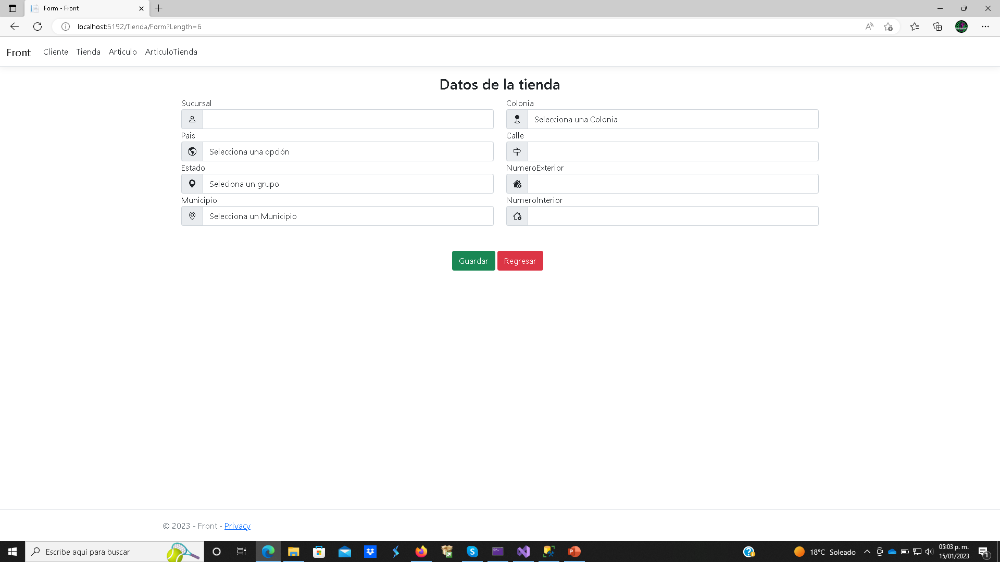 Form - Front
localhost:5192/Tienda/Form?Length=6
Front Cliente Tienda Articulo ArticuloTienda
Datos de la tienda
Sucursal
Pais
Selecciona una opción
Estado
Seleciona un grupo
Municipio
Selecciona un Municipio
Colonia
Selecciona una Colonia
Calle
NumeroExterior
NumeroInterior
Guardar Regresar
© 2023 - Front - Privacy
Escribe aquí para buscar
18°C Soleado
05:03 p. m.
15/01/2023
1